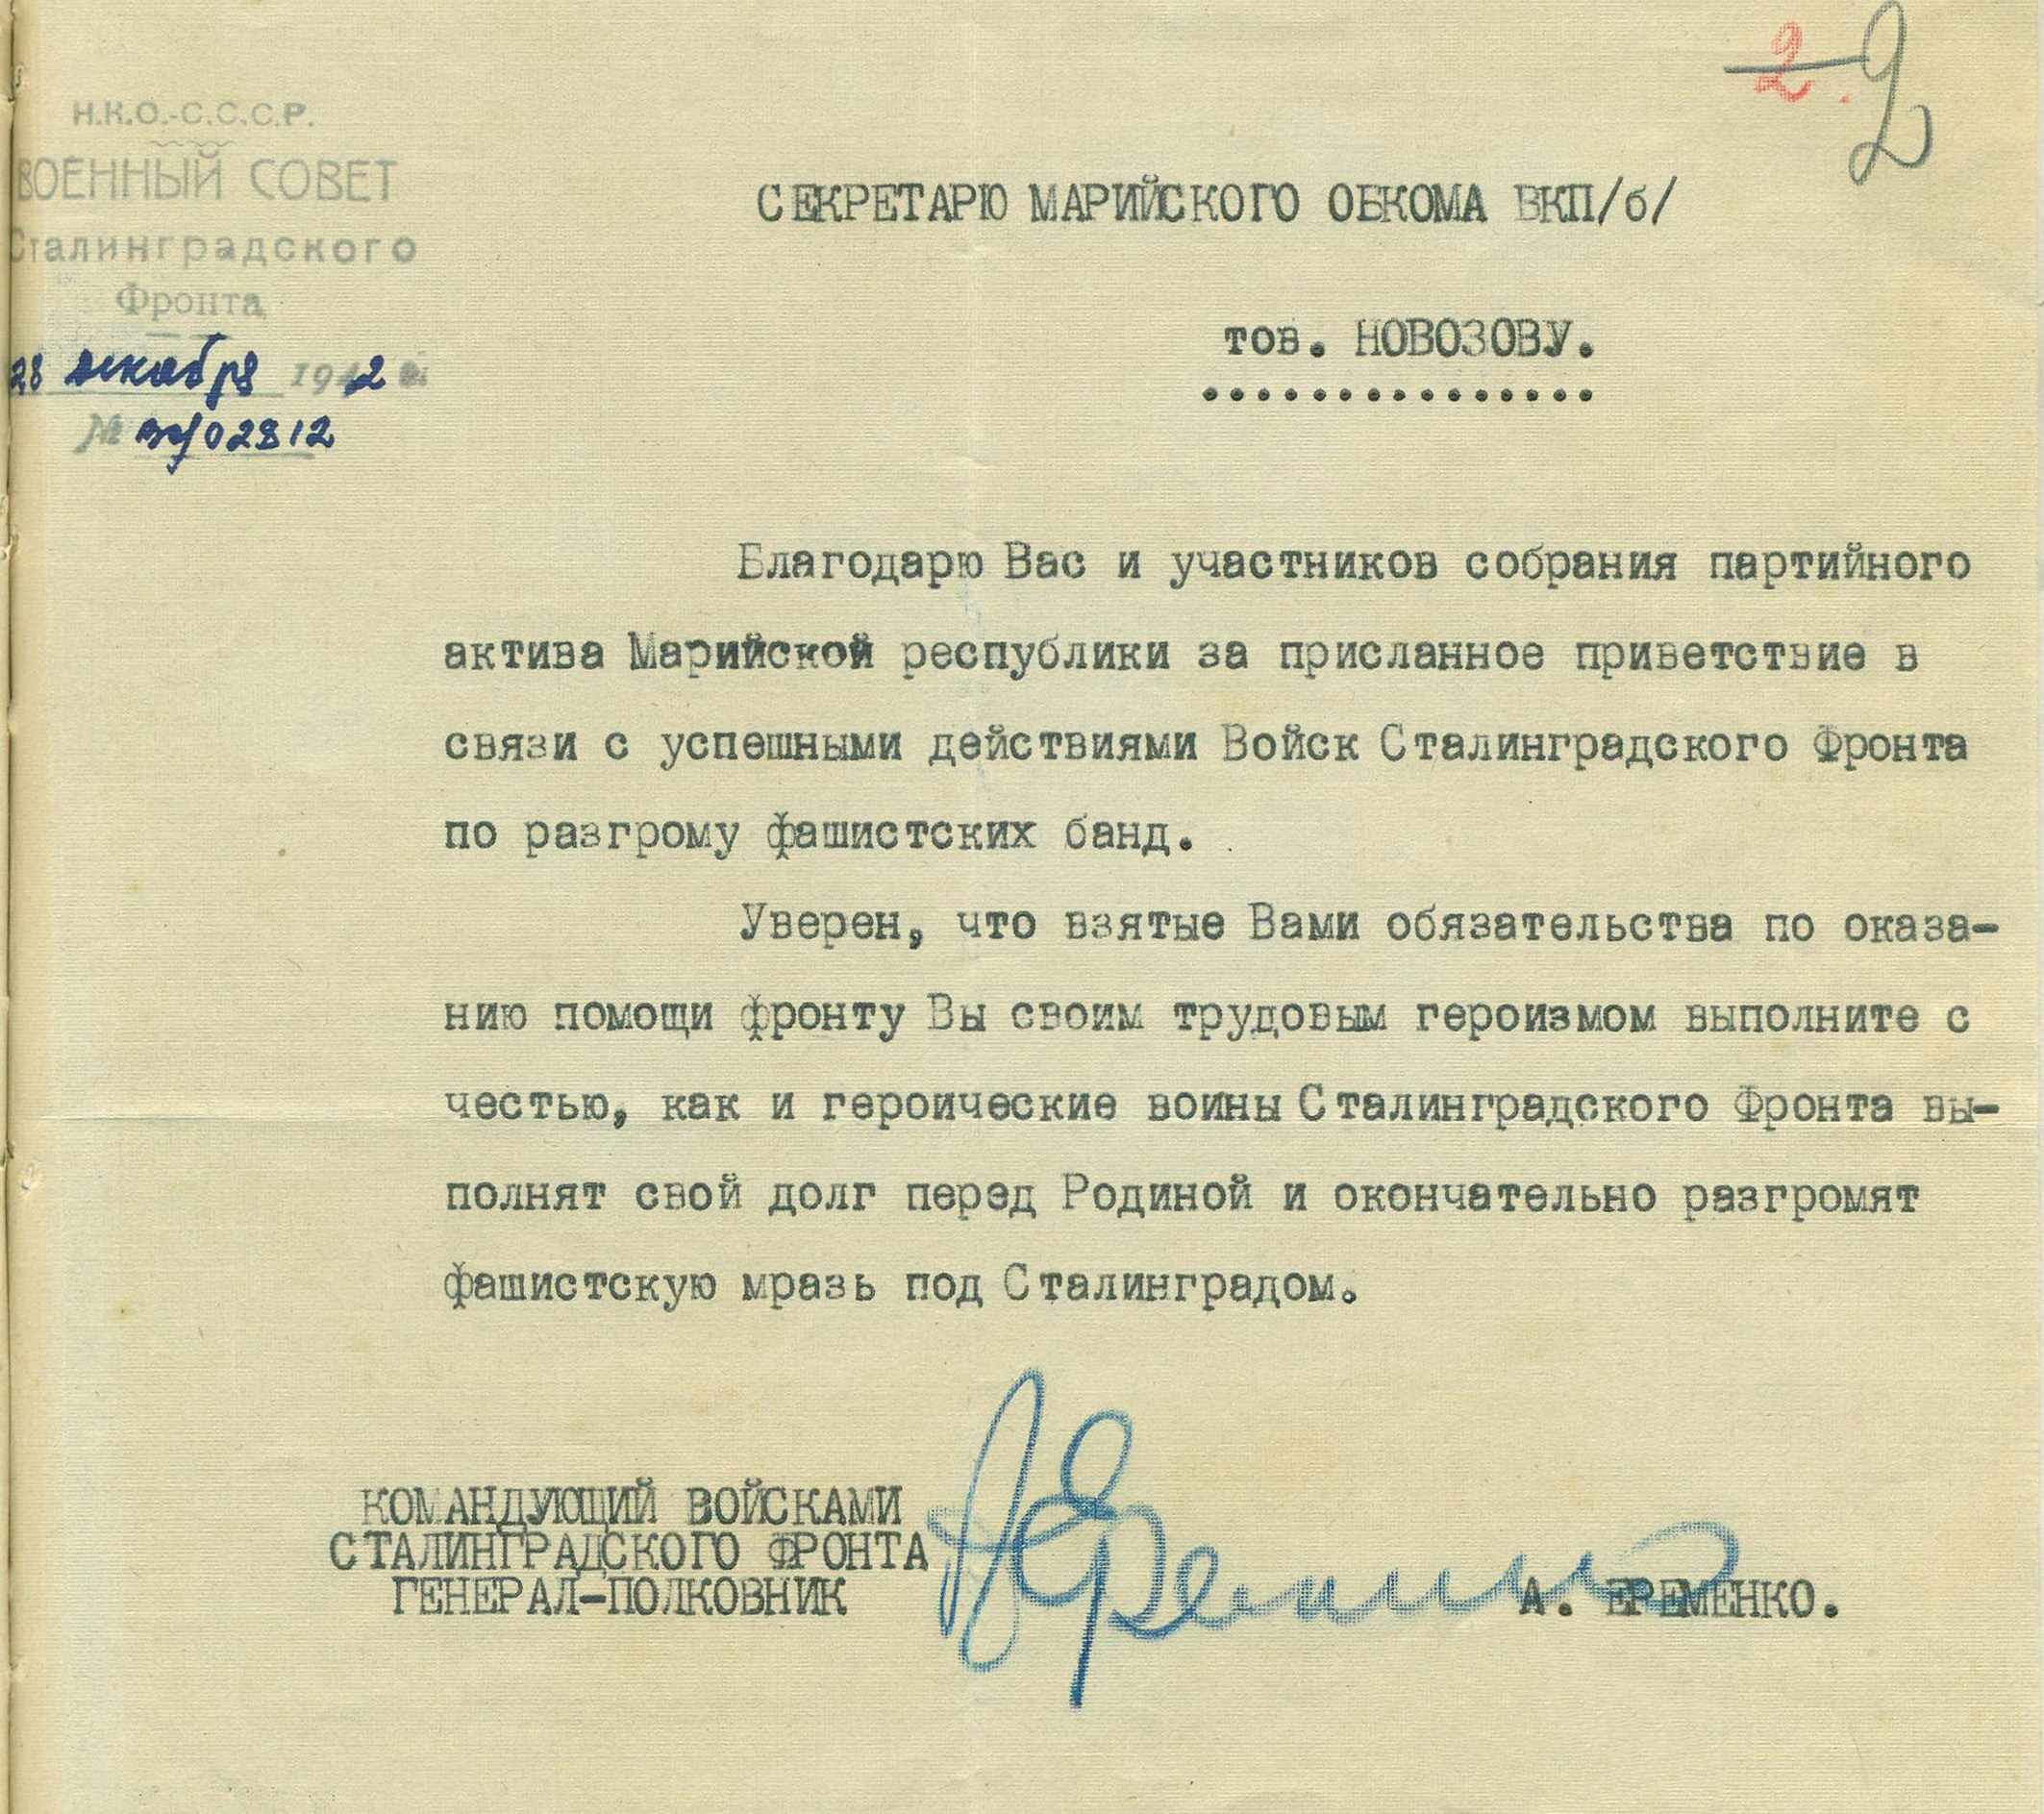 2. 2
Н.К.О.-С.С.С.Р.
ВОЕННЫЙ СОВЕТ
Сталинградского
Фронта
28 декабря 1942 г.
№ 02812
СЕКРЕТАРЮ МАРИЙСКОГО ОБКОМА ВКП/б/
тов. НОВОЗОВУ.
Благодарю Вас и участников собрания партийного
актива Марийской республики за присланное приветствие в
связи с успешными действиями Войск Сталинградского Фронта
по разгрому фашистских банд.
Уверен, что взятые Вами обязательства по оказа-
нию помощи фронту Вы своим трудовым героизмом выполните с
честью, как и героические воины Сталинградского Фронта вы-
полнят свой долг перед Родиной и окончательно разгромят
фашистскую мразь под Сталинградом.
КОМАНДУЮЩИЙ ВОЙСКАМИ
СТАЛИНГРАДСКОГО ФРОНТА
ГЕНЕРАЛ-ПОЛКОВНИК
А. ЕРЕМЕНКО.